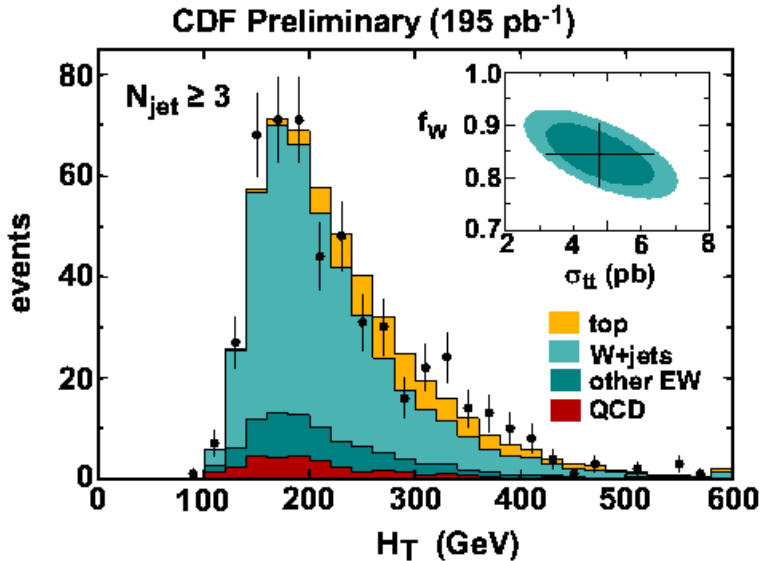 CDF Preliminary (195 pb-1)
80
60
40
20
0
events
Njet ≥ 3
1.0
0.9
0.8
0.7
fW
2 4 6 8
σtt (pb)
top
W+jets
other EW
QCD
0 100 200 300 400 500 600
HT (GeV)